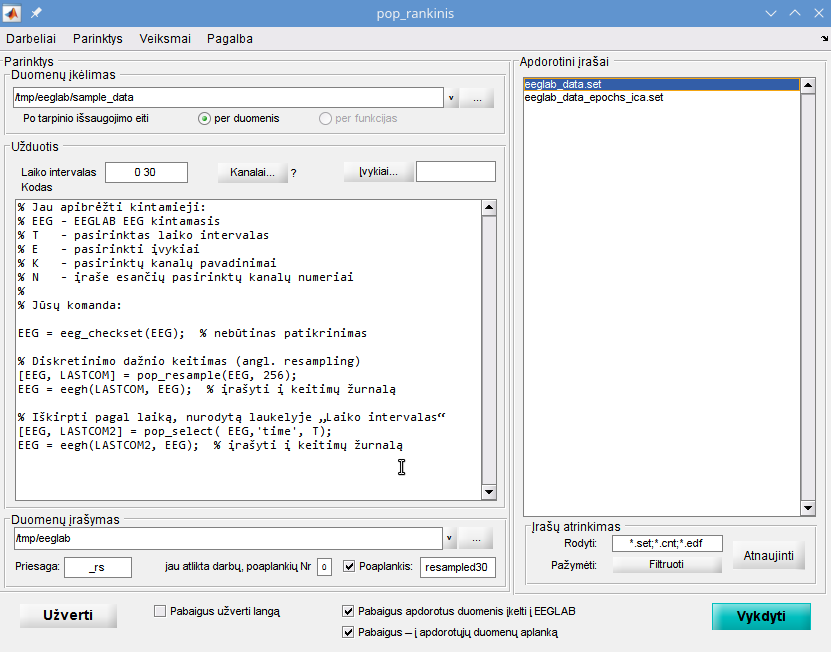 pop_rankinis
Darbeliai Parinktys Veiksmai Pagalba
Parinktys
Duomenų įkėlimas
/tmp/eeglab/sample_data
v
...
Po tarpinio išsaugojimo eiti
per duomenis
per funkcijas
Užduotis
Laiko intervalas
0 30
Kanalai...
?
Įvykiai...
Kodas
% Jau apibrėžti kintamieji:
% EEG - EEGLAB EEG kintamasis
% T - pasirinktas laiko intervalas
% E - pasirinkti įvykiai
% K - pasirinktų kanalų pavadinimai
% N - įraše esančių pasirinktų kanalų numeriai
%
% Jūsų komanda:
EEG = eeg_checkset(EEG); % nebūtinas patikrinimas
% Diskretinimo dažnio keitimas (angl. resampling)
[EEG, LASTCOM] = pop_resample(EEG, 256);
EEG = eegh(LASTCOM, EEG); % įrašyti į keitimų žurnalą
% Iškirpti pagal laiką, nurodytą laukelyje „Laiko intervalas“
[EEG, LASTCOM2] = pop_select( EEG,'time', T);
EEG = eegh(LASTCOM2, EEG); % įrašyti į keitimų žurnalą
Duomenų įrašymas
/tmp/eeglab
v
...
Priesaga:
_rs
jau atlikta darbų, poaplankių Nr
0
Poaplankis:
resampled30
Apdorotini įrašai
eeglab_data.set
eeglab_data_epochs_ica.set
Įrašų atrinkimas
Rodyti:
*.set;*.cnt;*.edf
Pažymėti:
Filtruoti
Atnaujinti
Užverti
Pabaigus užverti langą
Pabaigus apdorotus duomenis įkelti į EEGLAB
Pabaigus – į apdorotųjų duomenų aplanką
Vykdyti